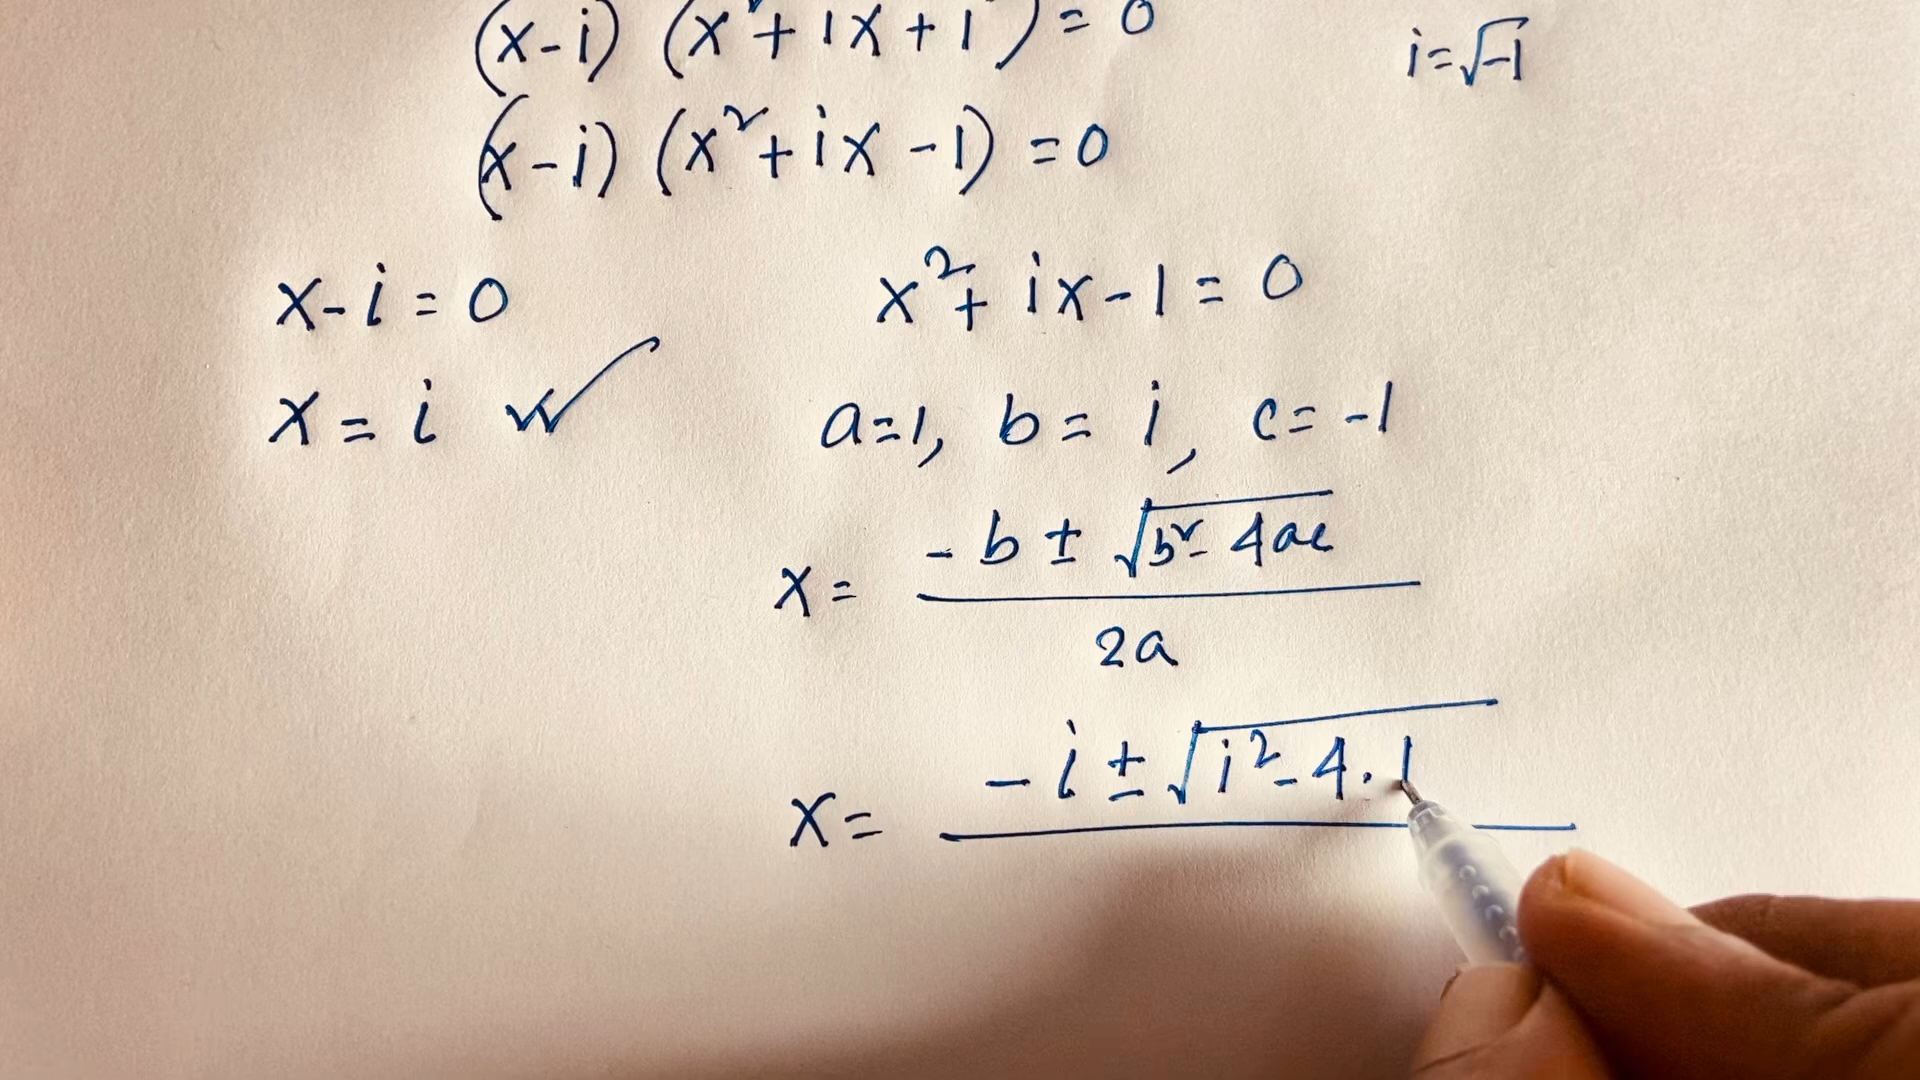 (x-i) (x²+ix+i²)=0 i=√-1
(x-i) (x²+ix-1)=0
x-i=0 x²+ix-1=0
x=i ✓ a=1, b=i, c=-1
x= -b±√b²-4ac
2a
x= -i±√i²-4.1